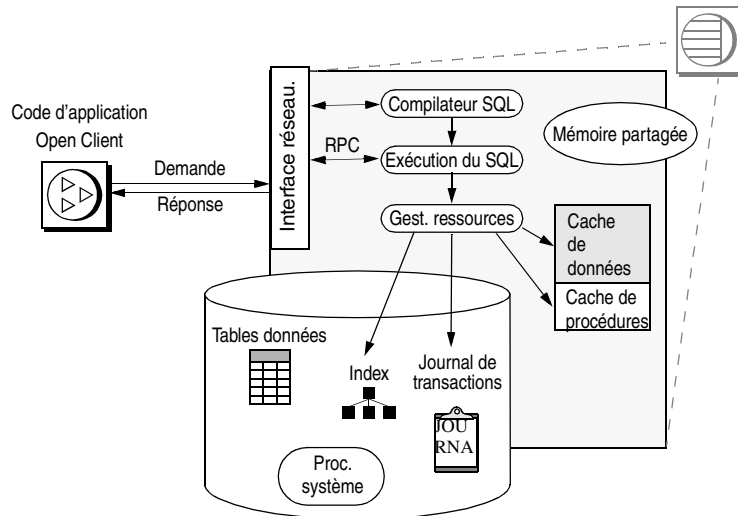 Code d'application
Open Client
Demande
Réponse
Interface réseau.
RPC
Compilateur SQL
Exécution du SQL
Gest. ressources
Mémoire partagée
Cache
de
données
Cache de
procédures
Tables données
Index
Journal de
transactions
JOU
RNA
Proc.
système